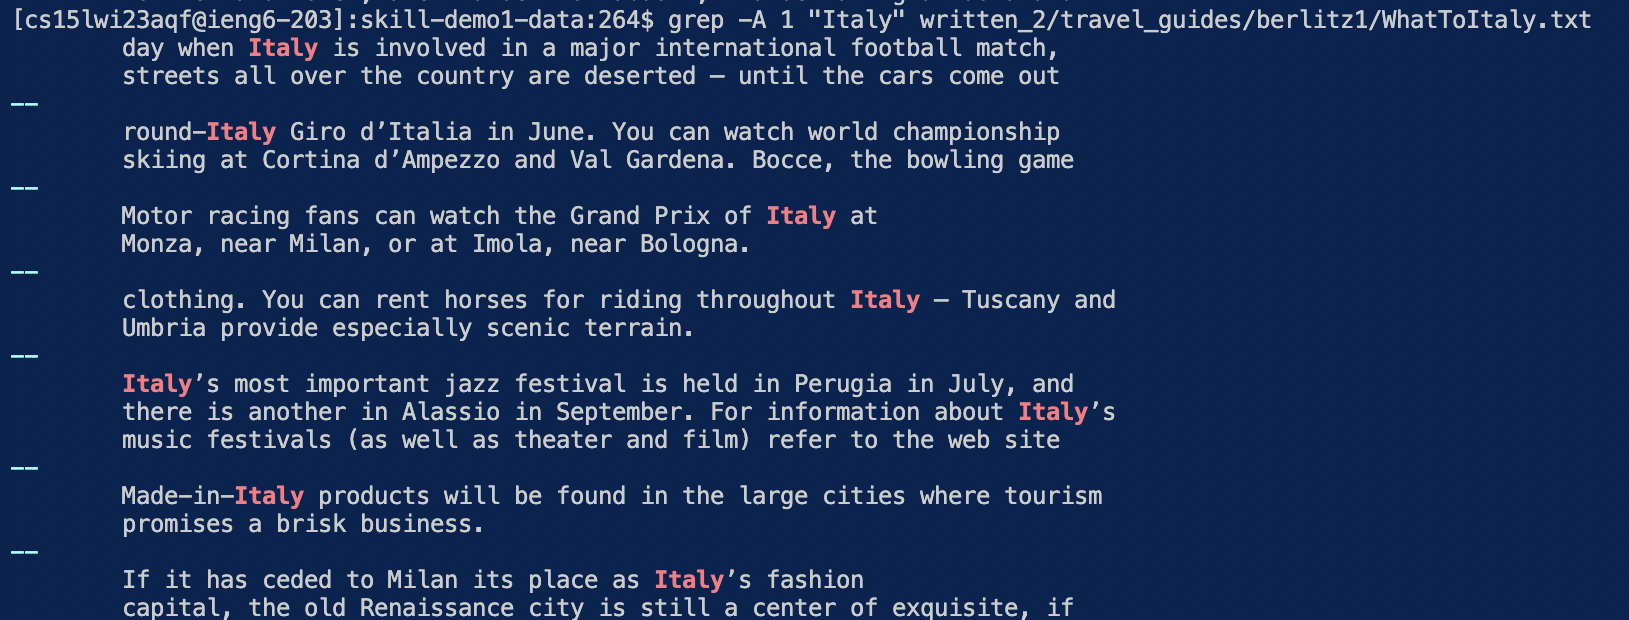 [cs15lwi23aqf@ieng6-203]:skill-demo1-data:264$ grep -A 1 "Italy" written_2/travel_guides/berlitz1/WhatToItaly.txt
day when Italy is involved in a major international football match,
streets all over the country are deserted — until the cars come out
--
round-Italy Giro d’Italia in June. You can watch world championship
skiing at Cortina d’Ampezzo and Val Gardena. Bocce, the bowling game
--
Motor racing fans can watch the Grand Prix of Italy at
Monza, near Milan, or at Imola, near Bologna.
--
clothing. You can rent horses for riding throughout Italy — Tuscany and
Umbria provide especially scenic terrain.
--
Italy’s most important jazz festival is held in Perugia in July, and
there is another in Alassio in September. For information about Italy’s
music festivals (as well as theater and film) refer to the web site
--
Made-in-Italy products will be found in the large cities where tourism
promises a brisk business.
--
If it has ceded to Milan its place as Italy’s fashion
capital, the old Renaissance city is still a center of exquisite, if